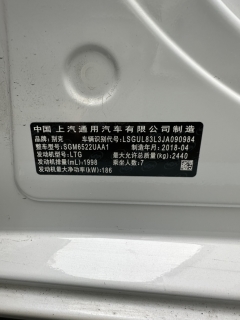 中国 上汽通用汽车有限公司制造
品牌：别克 车辆识别代号：LSGUL83L3JA090984
整车型号：SGM6522UAA1 制造年月：2018-04
发动机型号：LTG 最大允许总质量(kg)：2440
发动机排量(mL)：1998 乘坐人数：7
发动机最大净功率(kW)：186